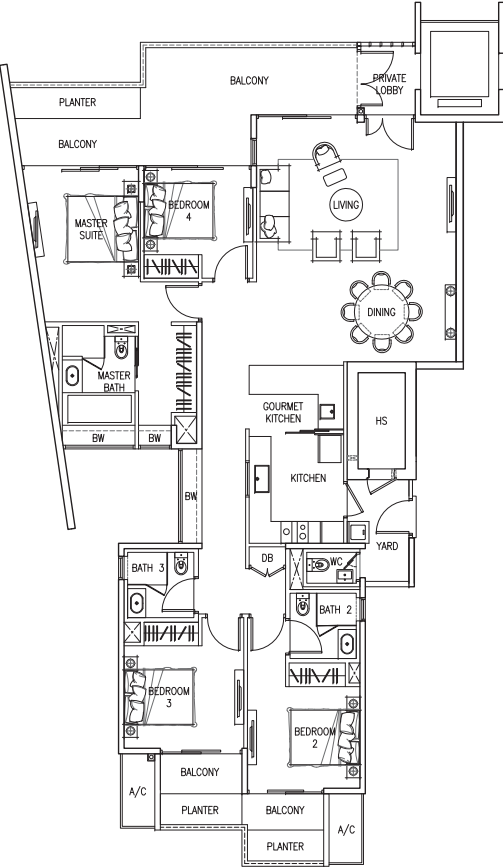 BALCONY
PRIVATE
LOBBY
PLANTER
BALCONY
BEDROOM
4
LIVING
MASTER
SUITE
DINING
MASTER
BATH
GOURMET
KITCHEN
HS
BW
BW
KITCHEN
BW
YARD
DB
WC
BATH 3
BATH 2
BEDROOM
3
BEDROOM
2
BALCONY
A/C
PLANTER
BALCONY
A/C
PLANTER